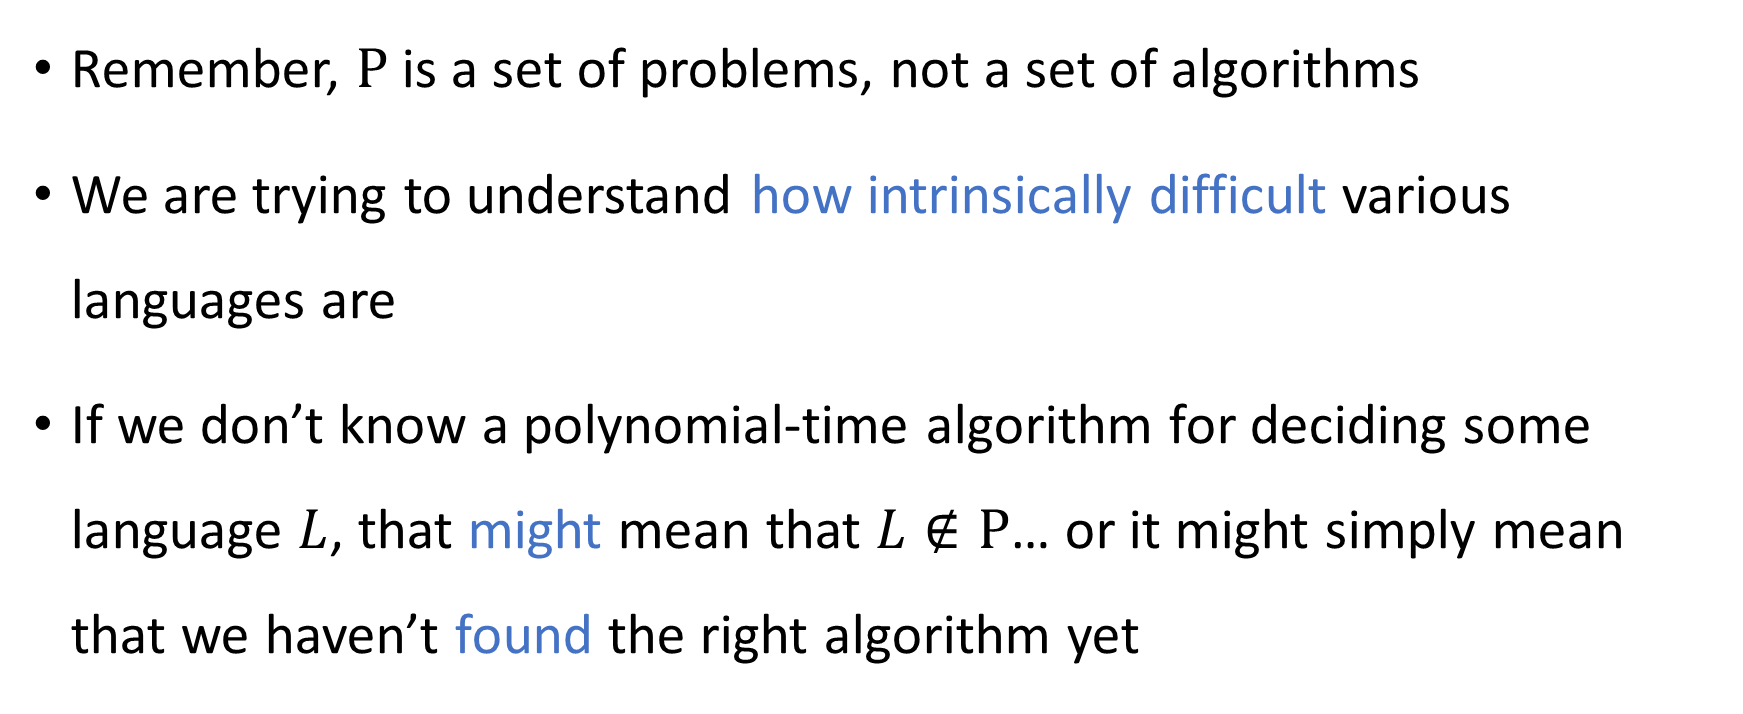 • Remember, P is a set of problems, not a set of algorithms
• We are trying to understand how intrinsically difficult various
languages are
• If we don’t know a polynomial-time algorithm for deciding some
language L, that might mean that L ∉ P… or it might simply mean
that we haven’t found the right algorithm yet